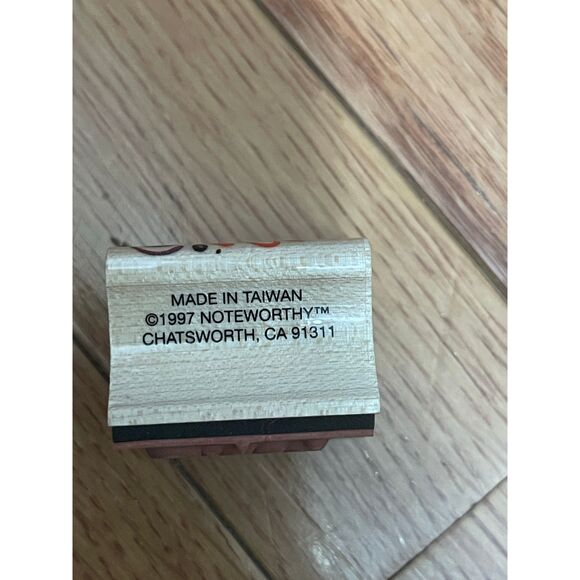 MADE IN TAIWAN
©1997 NOTEWORTHY™
CHATSWORTH, CA 91311